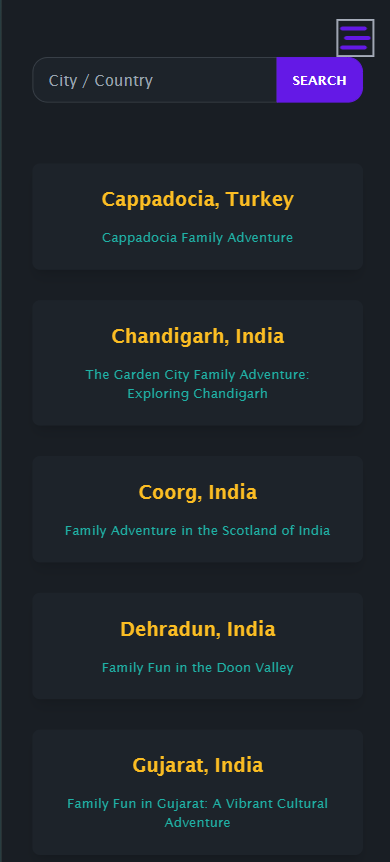 City / Country
SEARCH
Cappadocia, Turkey
Cappadocia Family Adventure
Chandigarh, India
The Garden City Family Adventure:
Exploring Chandigarh
Coorg, India
Family Adventure in the Scotland of India
Dehradun, India
Family Fun in the Doon Valley
Gujarat, India
Family Fun in Gujarat: A Vibrant Cultural
Adventure